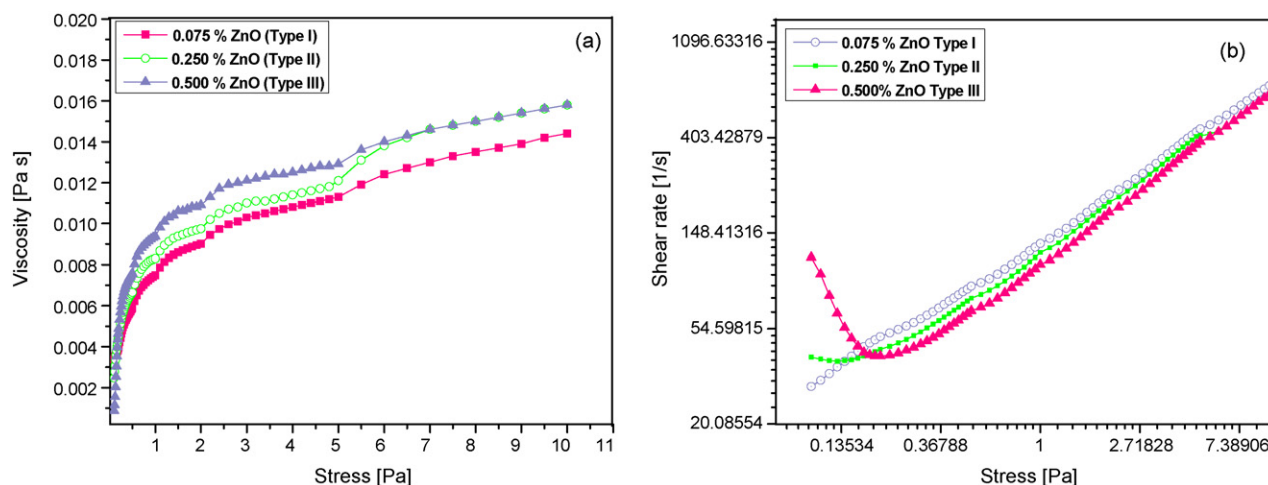 0.020
0.018
0.016
0.014
0.012
0.010
0.008
0.006
0.004
0.002
Viscosity [Pa s]
0.075 % ZnO (Type I)
0.250 % ZnO (Type II)
0.500 % ZnO (Type III)
(a)
1 2 3 4 5 6 7 8 9 10 11
Stress [Pa]
1096.63316
403.42879
148.41316
54.59815
20.08554
Shear rate [1/s]
0.075 % ZnO Type I
0.250 % ZnO Type II
0.500% ZnO Type III
(b)
0.13534 0.36788 1 2.71828 7.38906
Stress [Pa]